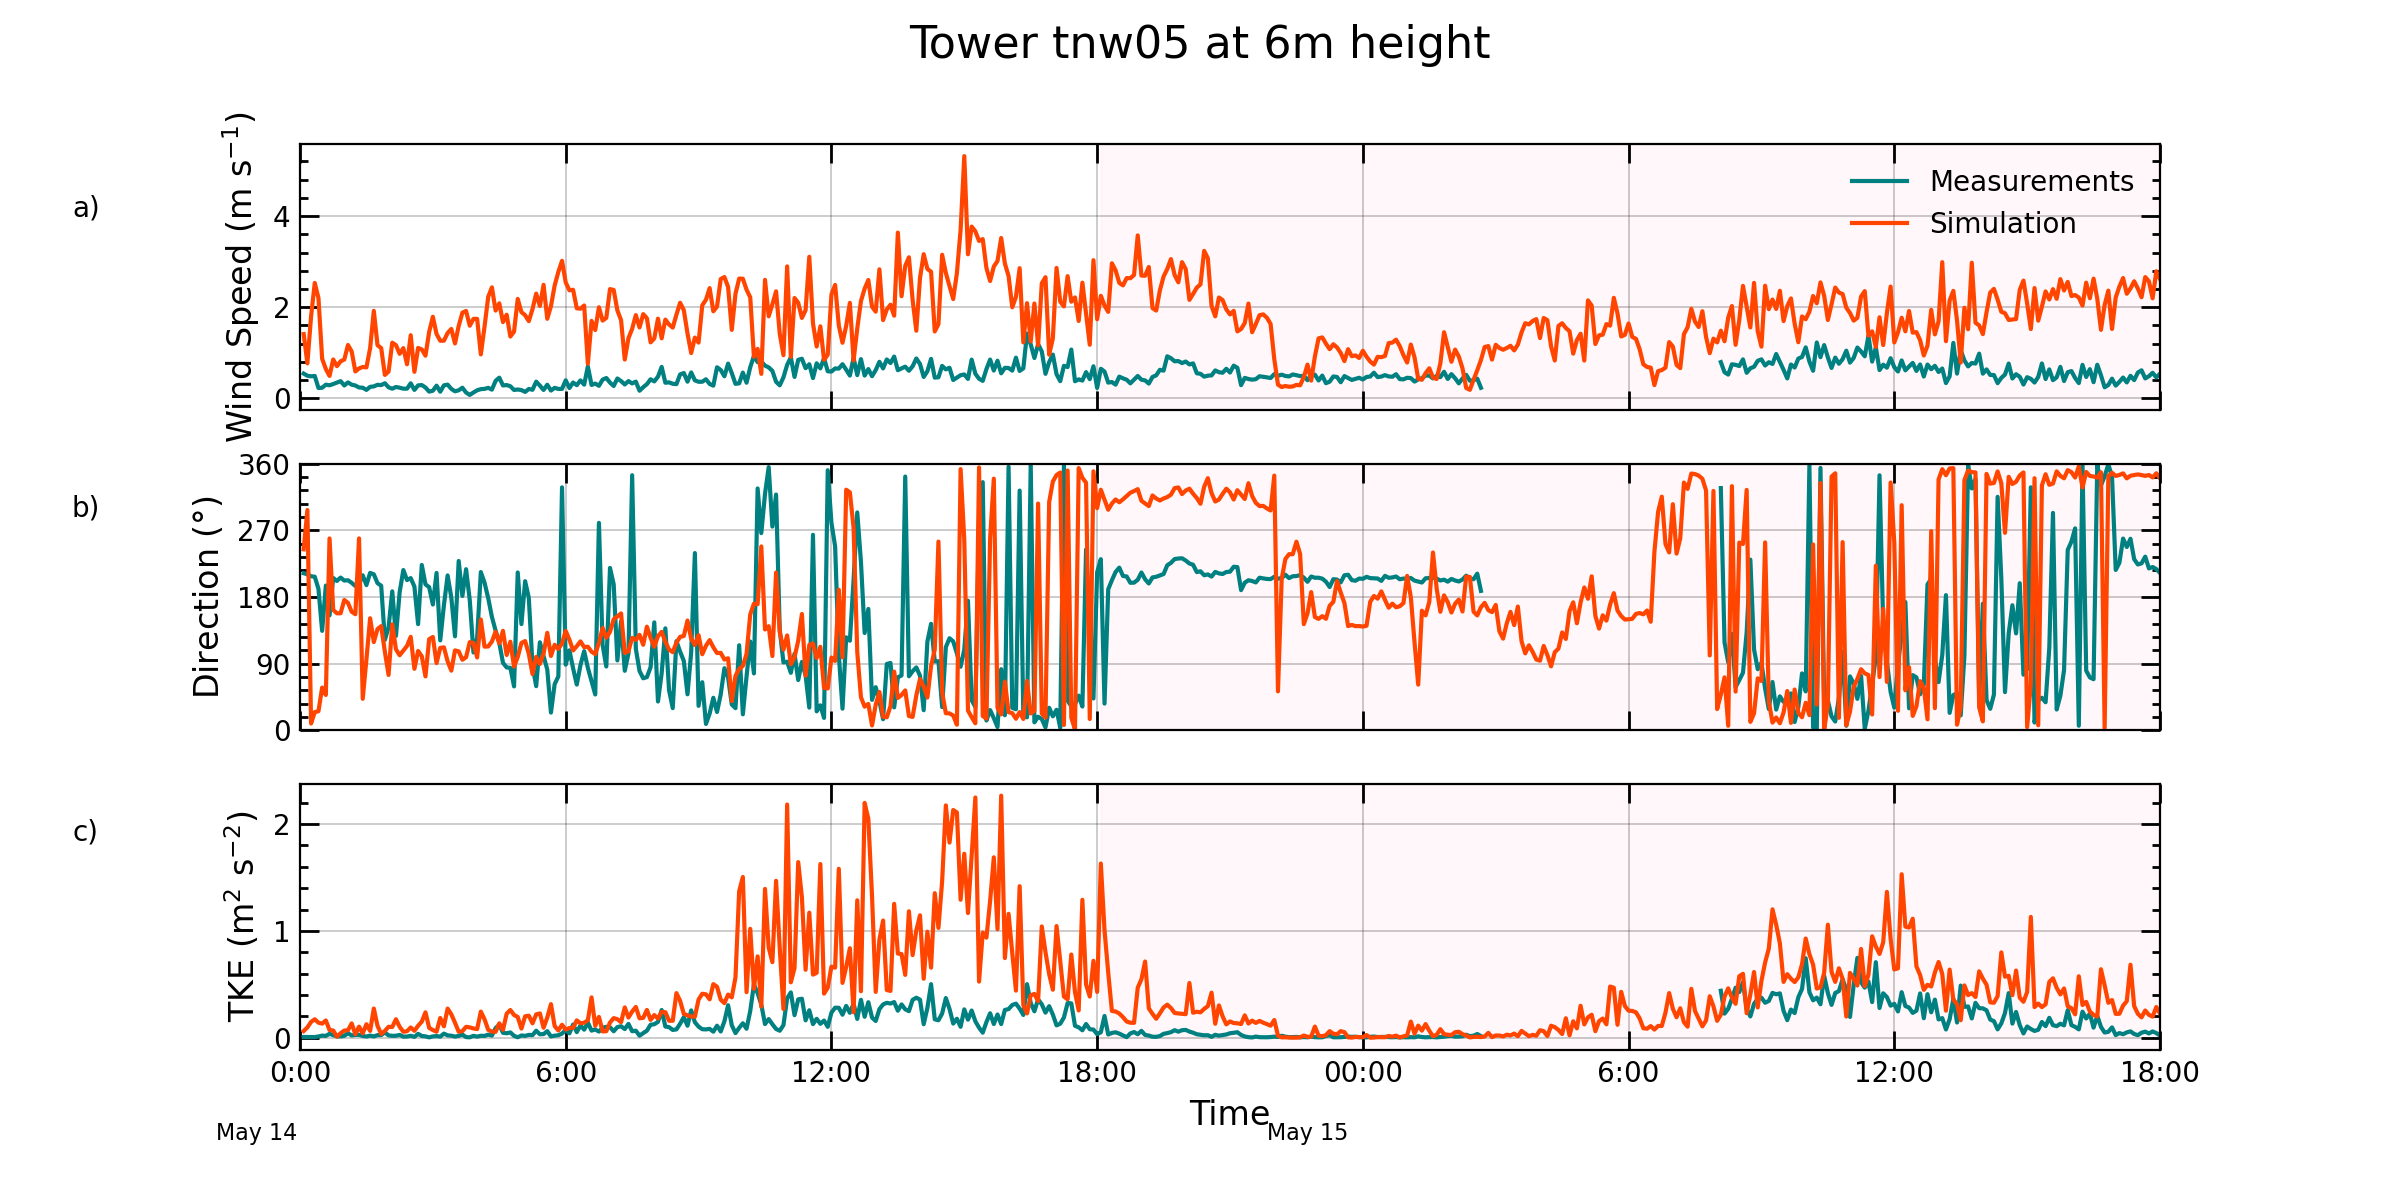 Tower tnw05 at 6m height
a)
Wind Speed (m s⁻¹)
4
2
0
Measurements
Simulation
b)
Direction (°)
360
270
180
90
0
c)
TKE (m² s⁻²)
2
1
0
0:00 6:00 12:00 18:00 00:00 6:00 12:00 18:00
Time
May 14 May 15